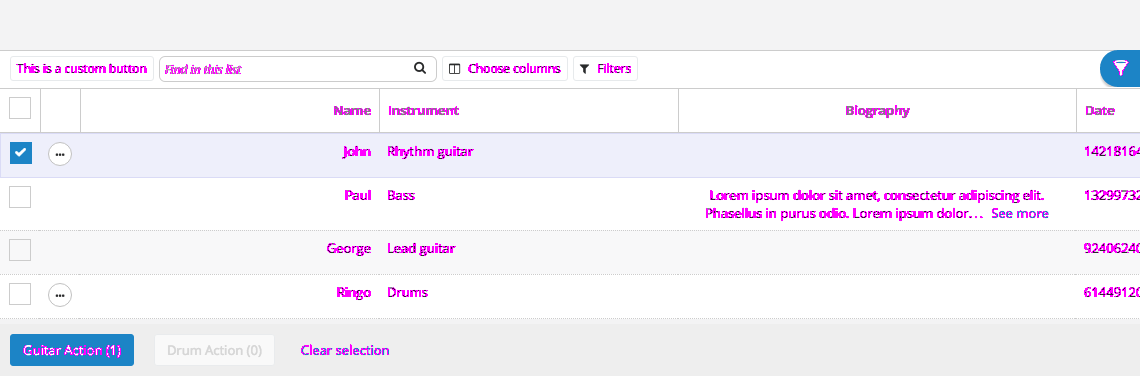 This is a custom button Find in this list Choose columns Filters
Name Instrument Biography Date
John Rhythm guitar 14218164
Paul Bass Lorem ipsum dolor sit amet, consectetur adipiscing elit. 13299732
Phasellus in purus odio. Lorem ipsum dolor... See more
George Lead guitar 92406240
Ringo Drums 61449120
Guitar Action (1) Drum Action (0) Clear selection